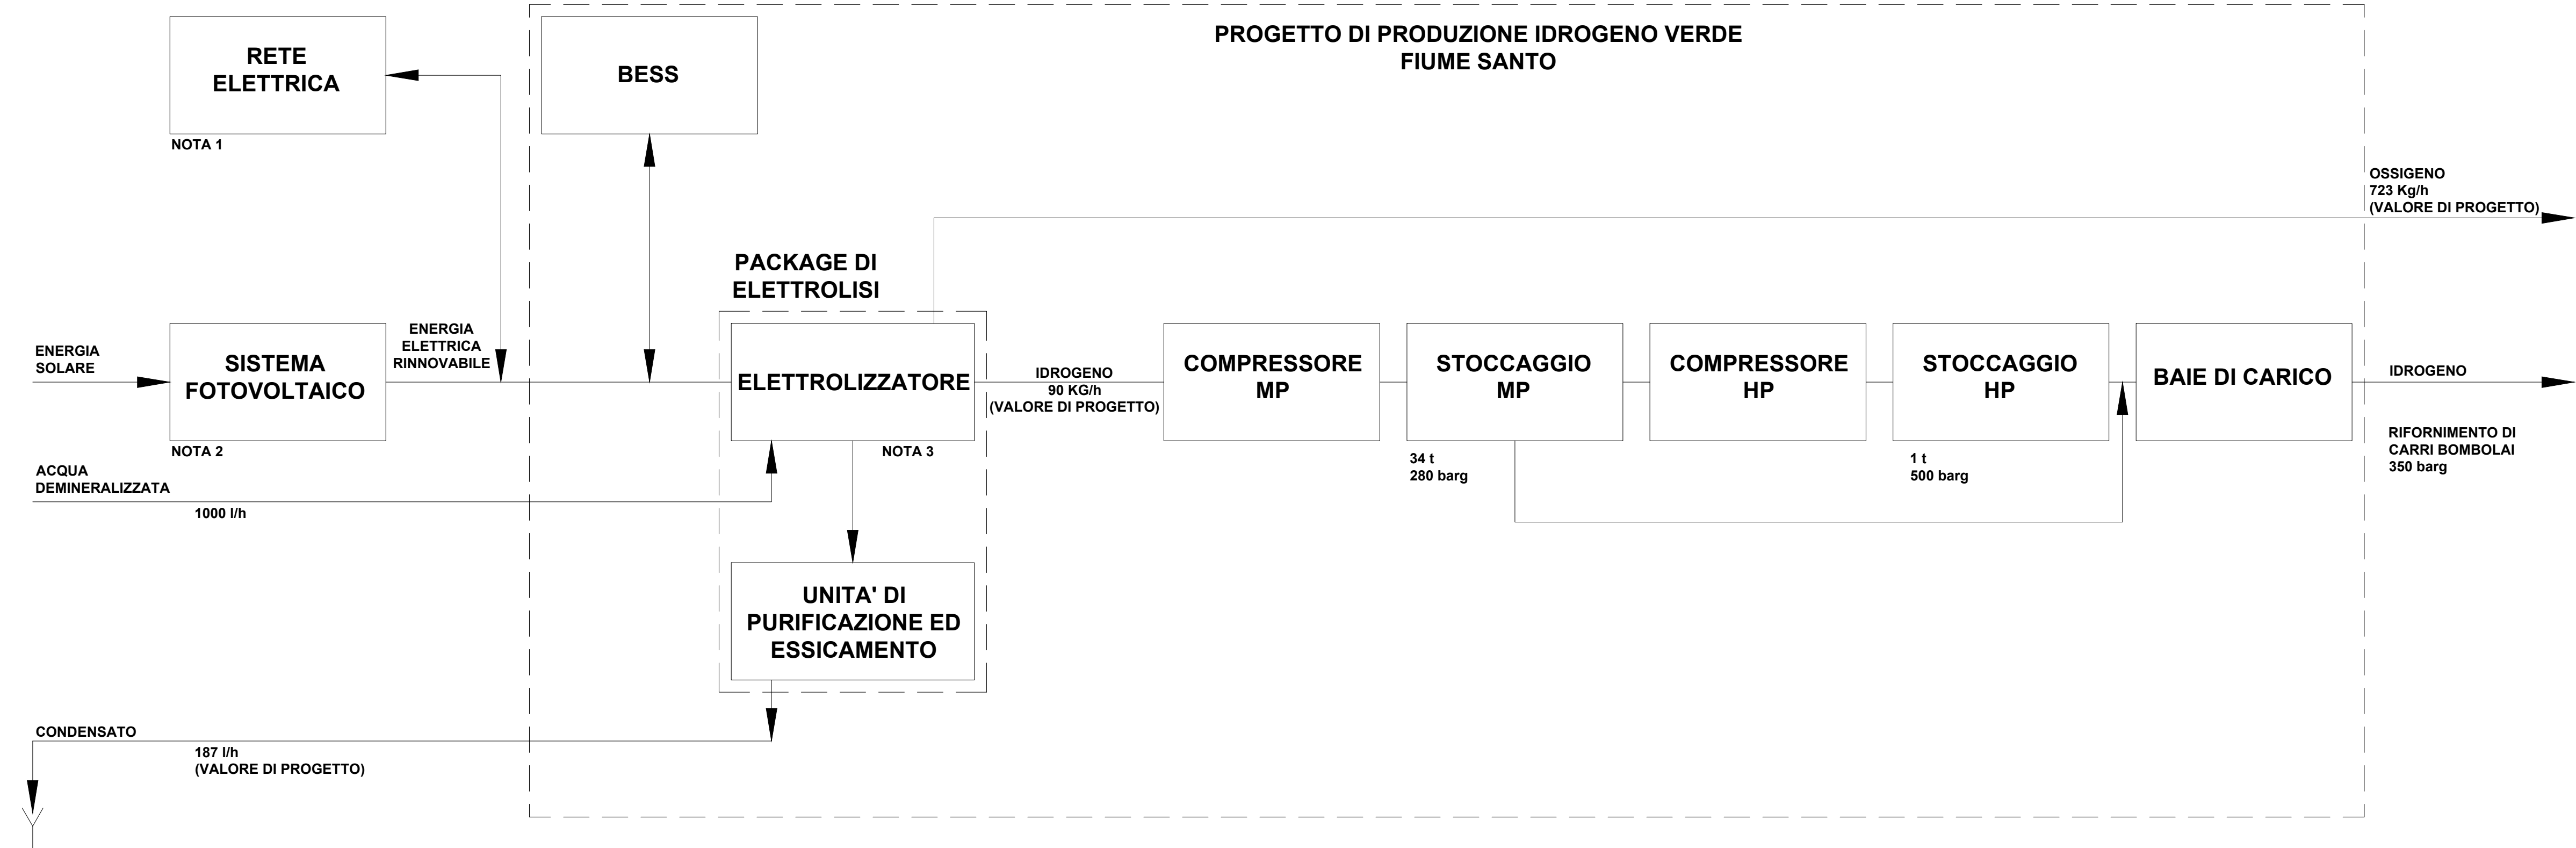 PROGETTO DI PRODUZIONE IDROGENO VERDE
FIUME SANTO
RETE
ELETTRICA
NOTA 1
BESS
OSSIGENO
723 Kg/h
(VALORE DI PROGETTO)
PACKAGE DI
ELETTROLISI
ENERGIA
SOLARE
SISTEMA
FOTOVOLTAICO
NOTA 2
ENERGIA
ELETTRICA
RINNOVABILE
ELETTROLIZZATORE
NOTA 3
IDROGENO
90 KG/h
(VALORE DI PROGETTO)
COMPRESSORE
MP
STOCCAGGIO
MP
34 t
280 barg
COMPRESSORE
HP
STOCCAGGIO
HP
1 t
500 barg
BAIE DI CARICO
IDROGENO
RIFORNIMENTO DI
CARRI BOMBOLAI
350 barg
ACQUA
DEMINERALIZZATA
1000 l/h
UNITA' DI
PURIFICAZIONE ED
ESSICAMENTO
CONDENSATO
187 l/h
(VALORE DI PROGETTO)